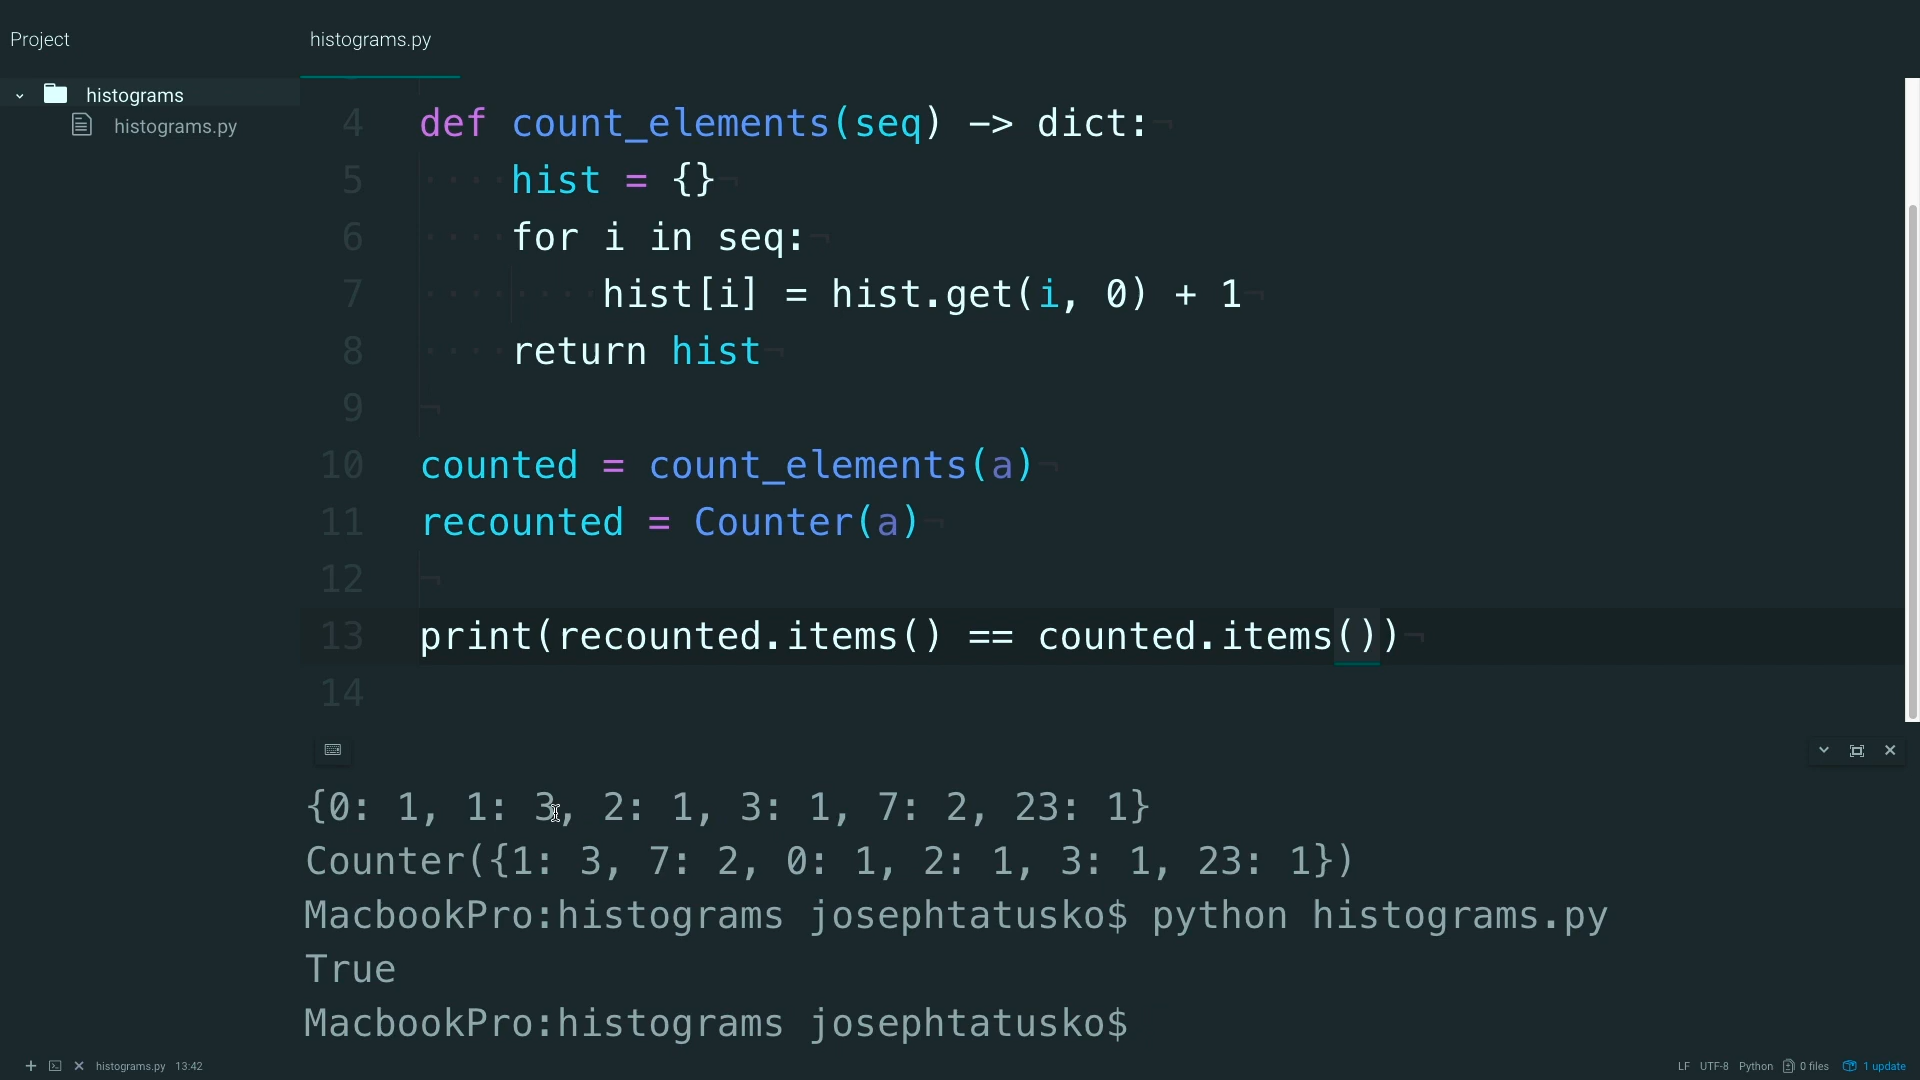 Project
histograms.py
histograms
histograms.py
4 def count_elements(seq) -> dict:¬
5 ····hist = {}¬
6 ····for i in seq:¬
7 ········hist[i] = hist.get(i, 0) + 1¬
8 ····return hist¬
9 ¬
10 counted = count_elements(a)¬
11 recounted = Counter(a)¬
12 ¬
13 print(recounted.items() == counted.items())¬
14
{0: 1, 1: 3, 2: 1, 3: 1, 7: 2, 23: 1}
Counter({1: 3, 7: 2, 0: 1, 2: 1, 3: 1, 23: 1})
MacbookPro:histograms josephtatusko$ python histograms.py
True
MacbookPro:histograms josephtatusko$
histograms.py 13:42 LF UTF-8 Python 0 files 1 update